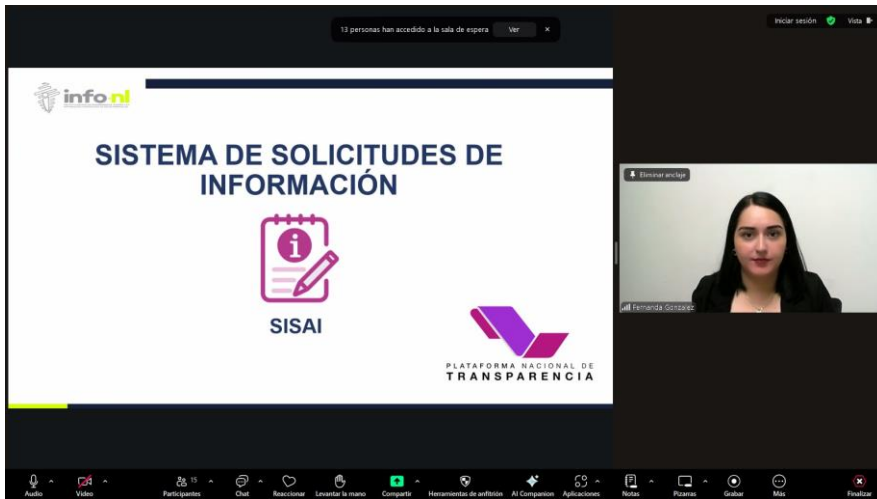 13 personas han accedido a la sala de espera Ver ×
Iniciar sesión Vista
info nl
SISTEMA DE SOLICITUDES DE
INFORMACIÓN
i
SISAI
PLATAFORMA NACIONAL DE
TRANSPARENCIA
Eliminar anclaje
Fernanda Gonzalez
15
Audio Video Participantes Chat Reaccionar Levantar la mano Compartir Herramientas de anfitrión AI Companion Aplicaciones Notas Pizarras Grabar Más Finalizar